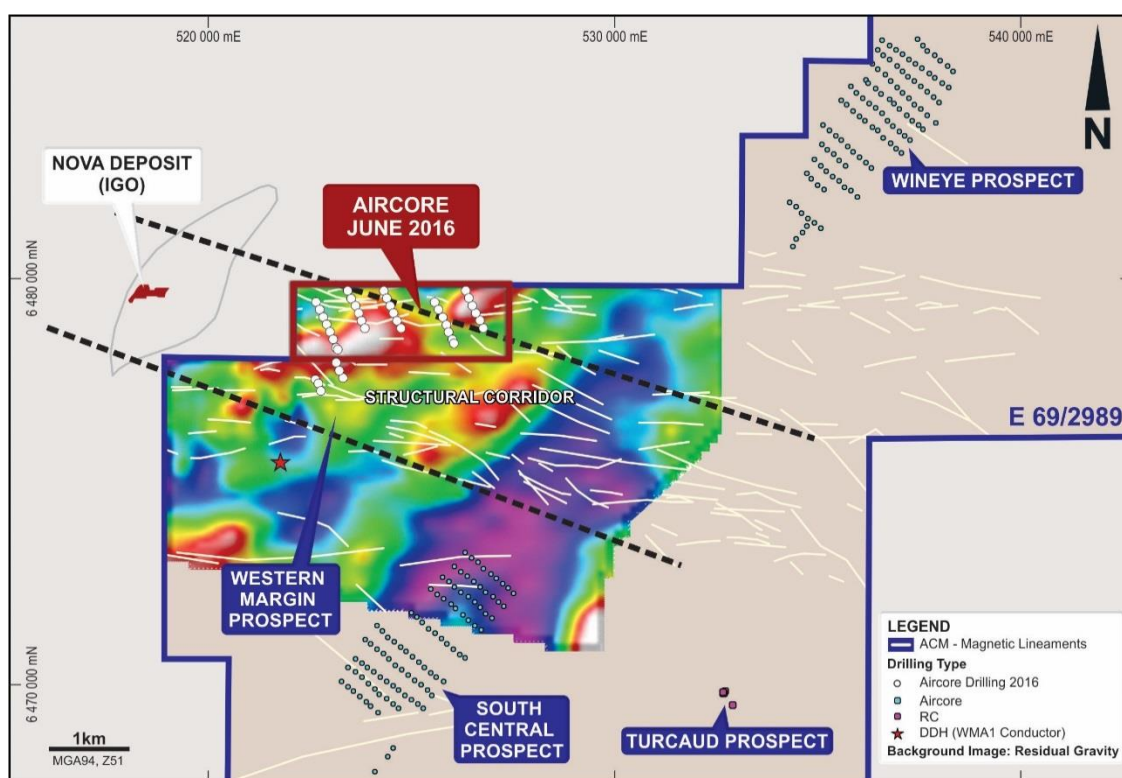 520 000 mE
530 000 mE
540 000 mE
N
NOVA DEPOSIT
(IGO)
AIRCORE
JUNE 2016
WINEYE PROSPECT
6 480 000 mN
STRUCTURAL CORRIDOR
E 69/2989
WESTERN
MARGIN
PROSPECT
6 470 000 mN
SOUTH
CENTRAL
PROSPECT
TURCAUD PROSPECT
1km
MGA94, Z51
LEGEND
ACM - Magnetic Lineaments
Drilling Type
Aircore Drilling 2016
Aircore
RC
DDH (WMA1 Conductor)
Background Image: Residual Gravity